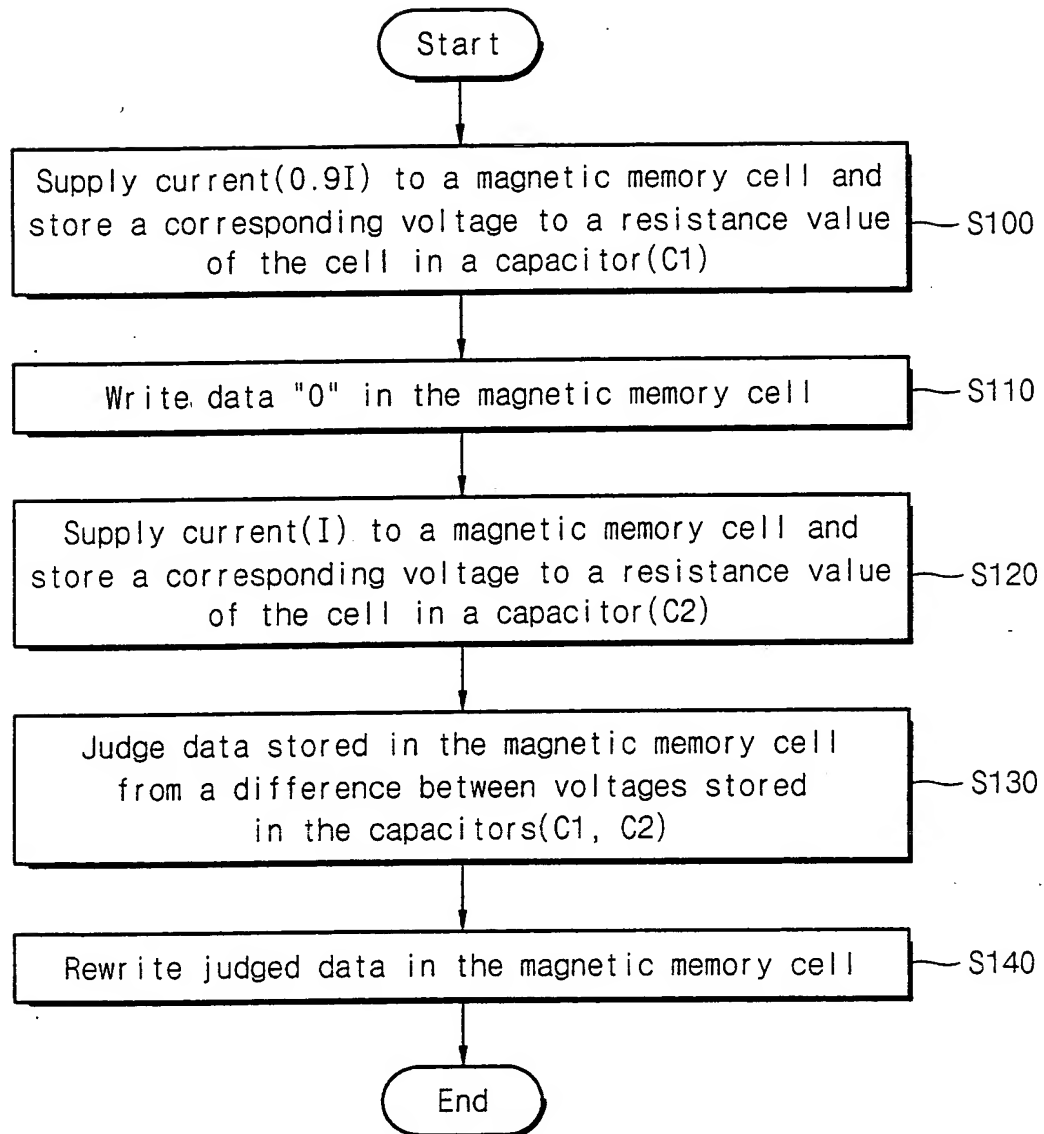 Start
Supply current(0.9I) to a magnetic memory cell and
store a corresponding voltage to a resistance value
of the cell in a capacitor(C1)
S100
Write data "0" in the magnetic memory cell
S110
Supply current(I) to a magnetic memory cell and
store a corresponding voltage to a resistance value
of the cell in a capacitor(C2)
S120
Judge data stored in the magnetic memory cell
from a difference between voltages stored
in the capacitors(C1, C2)
S130
Rewrite judged data in the magnetic memory cell
S140
End